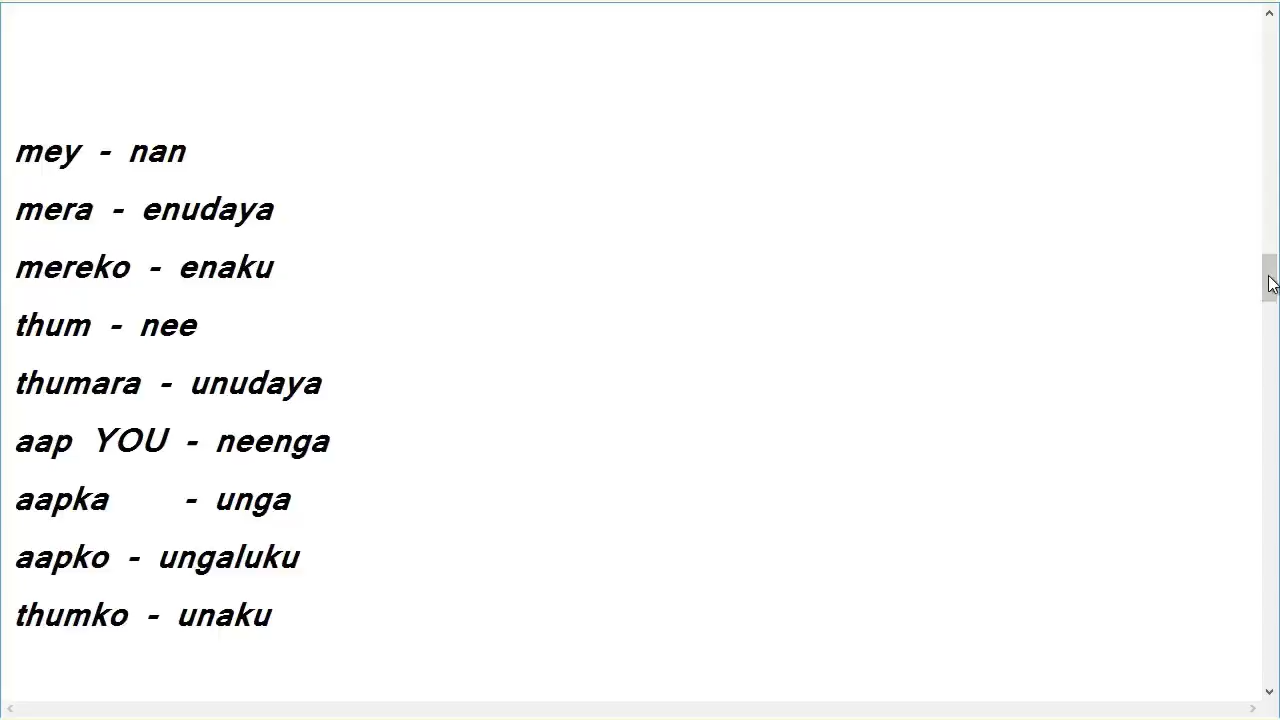 mey - nan
mera - enudaya
mereko - enaku
thum - nee
thumara - unudaya
aap YOU - neenga
aapka - unga
aapko - ungaluku
thumko - unaku